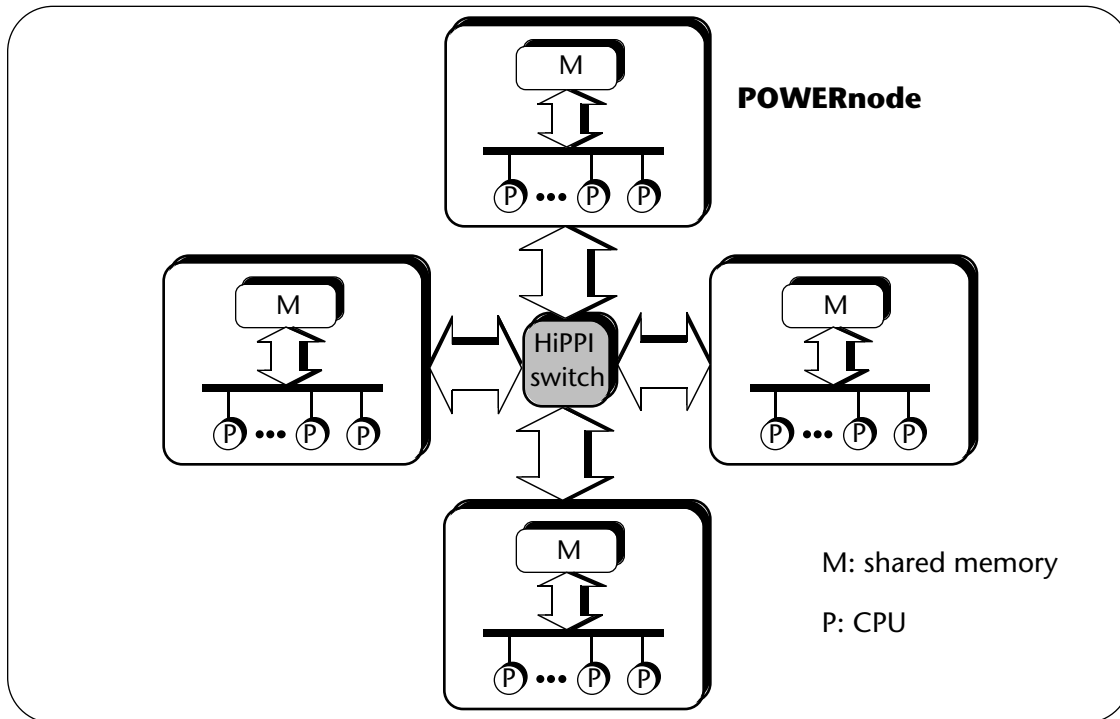 M
POWERnode
P ••• P P
M
P ••• P P
HiPPI
switch
M
P ••• P P
M
P ••• P P
M: shared memory
P: CPU